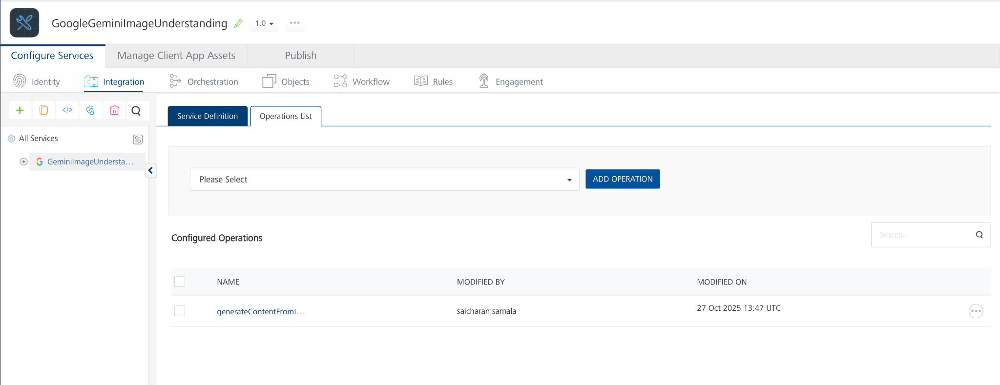 GoogleGeminiImageUnderstanding 1.0
Configure Services Manage Client App Assets Publish
Identity Integration Orchestration Objects Workflow Rules Engagement
</>
Service Definition Operations List
All Services
GeminiImageUndersta...
Please Select ADD OPERATION
Configured Operations
Search...
NAME MODIFIED BY MODIFIED ON
generateContentFromI... saicharan samala 27 Oct 2025 13:47 UTC